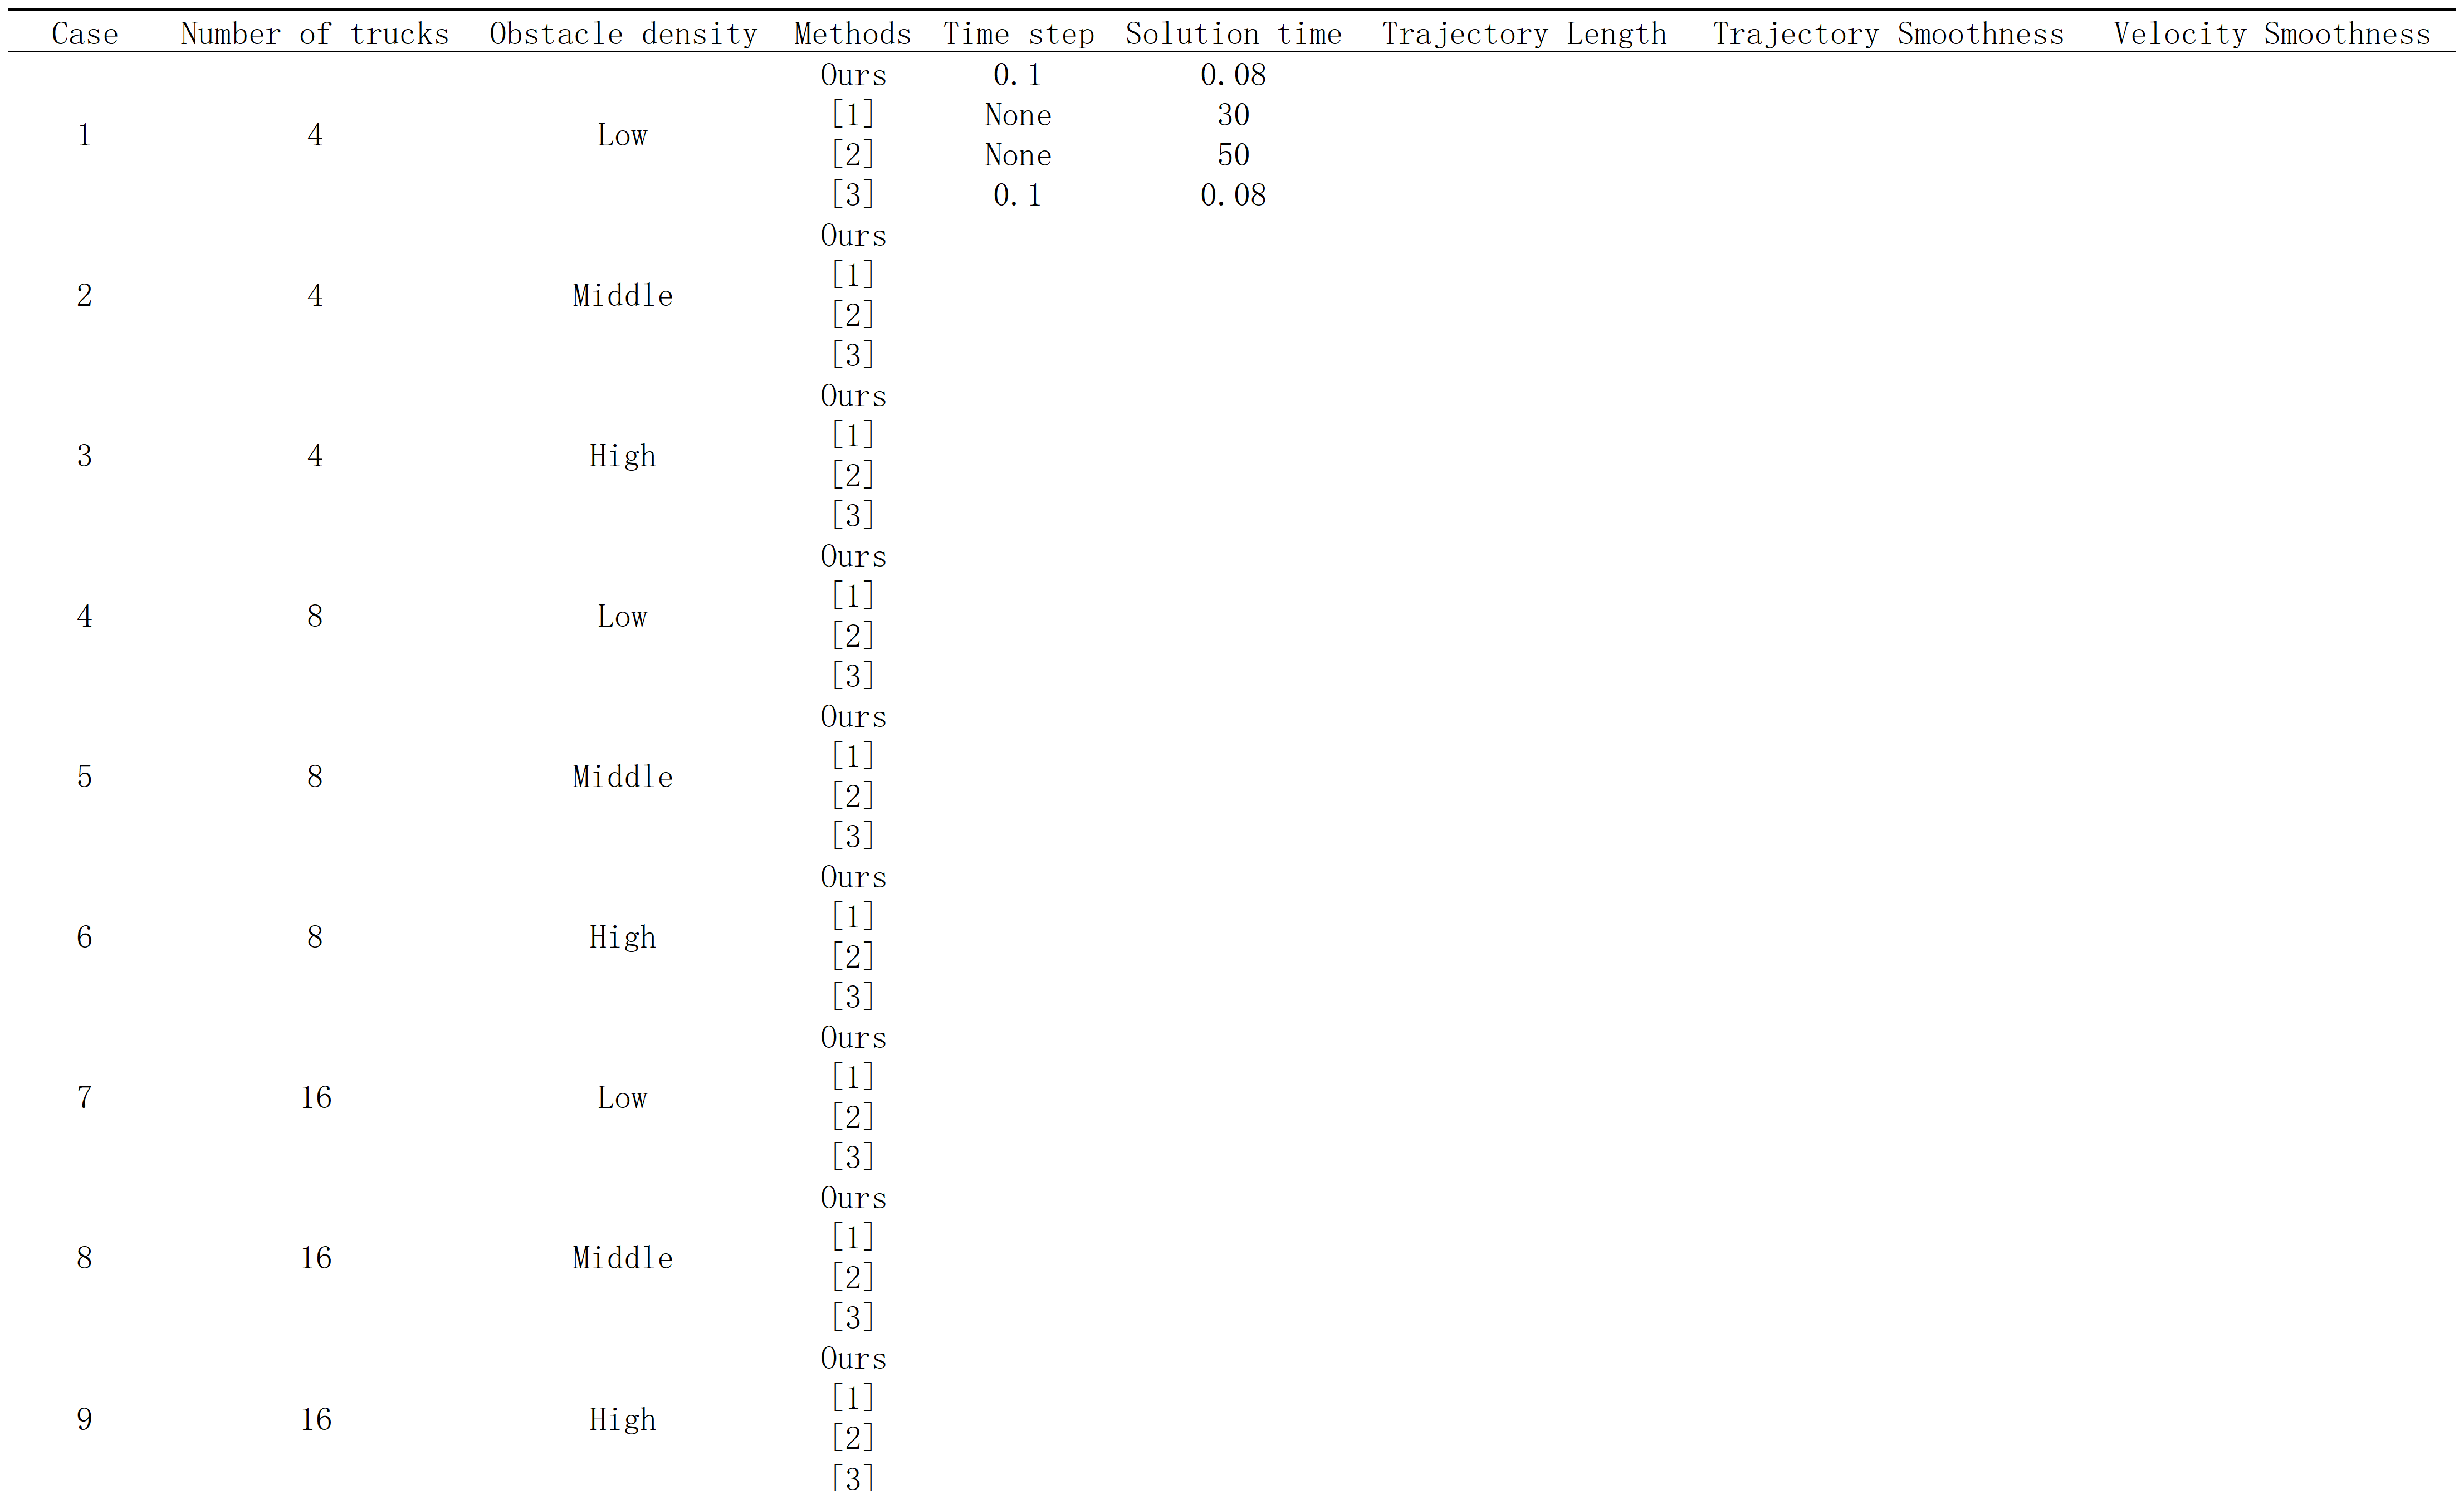 Case Number of trucks Obstacle density Methods Time step Solution time Trajectory Length Trajectory Smoothness Velocity Smoothness
Ours 0.1 0.08
[1] None 30
1 4 Low
[2] None 50
[3] 0.1 0.08
Ours
[1]
2 4 Middle
[2]
[3]
Ours
[1]
3 4 High
[2]
[3]
Ours
[1]
4 8 Low
[2]
[3]
Ours
[1]
5 8 Middle
[2]
[3]
Ours
[1]
6 8 High
[2]
[3]
Ours
[1]
7 16 Low
[2]
[3]
Ours
[1]
8 16 Middle
[2]
[3]
Ours
[1]
9 16 High
[2]
[3]